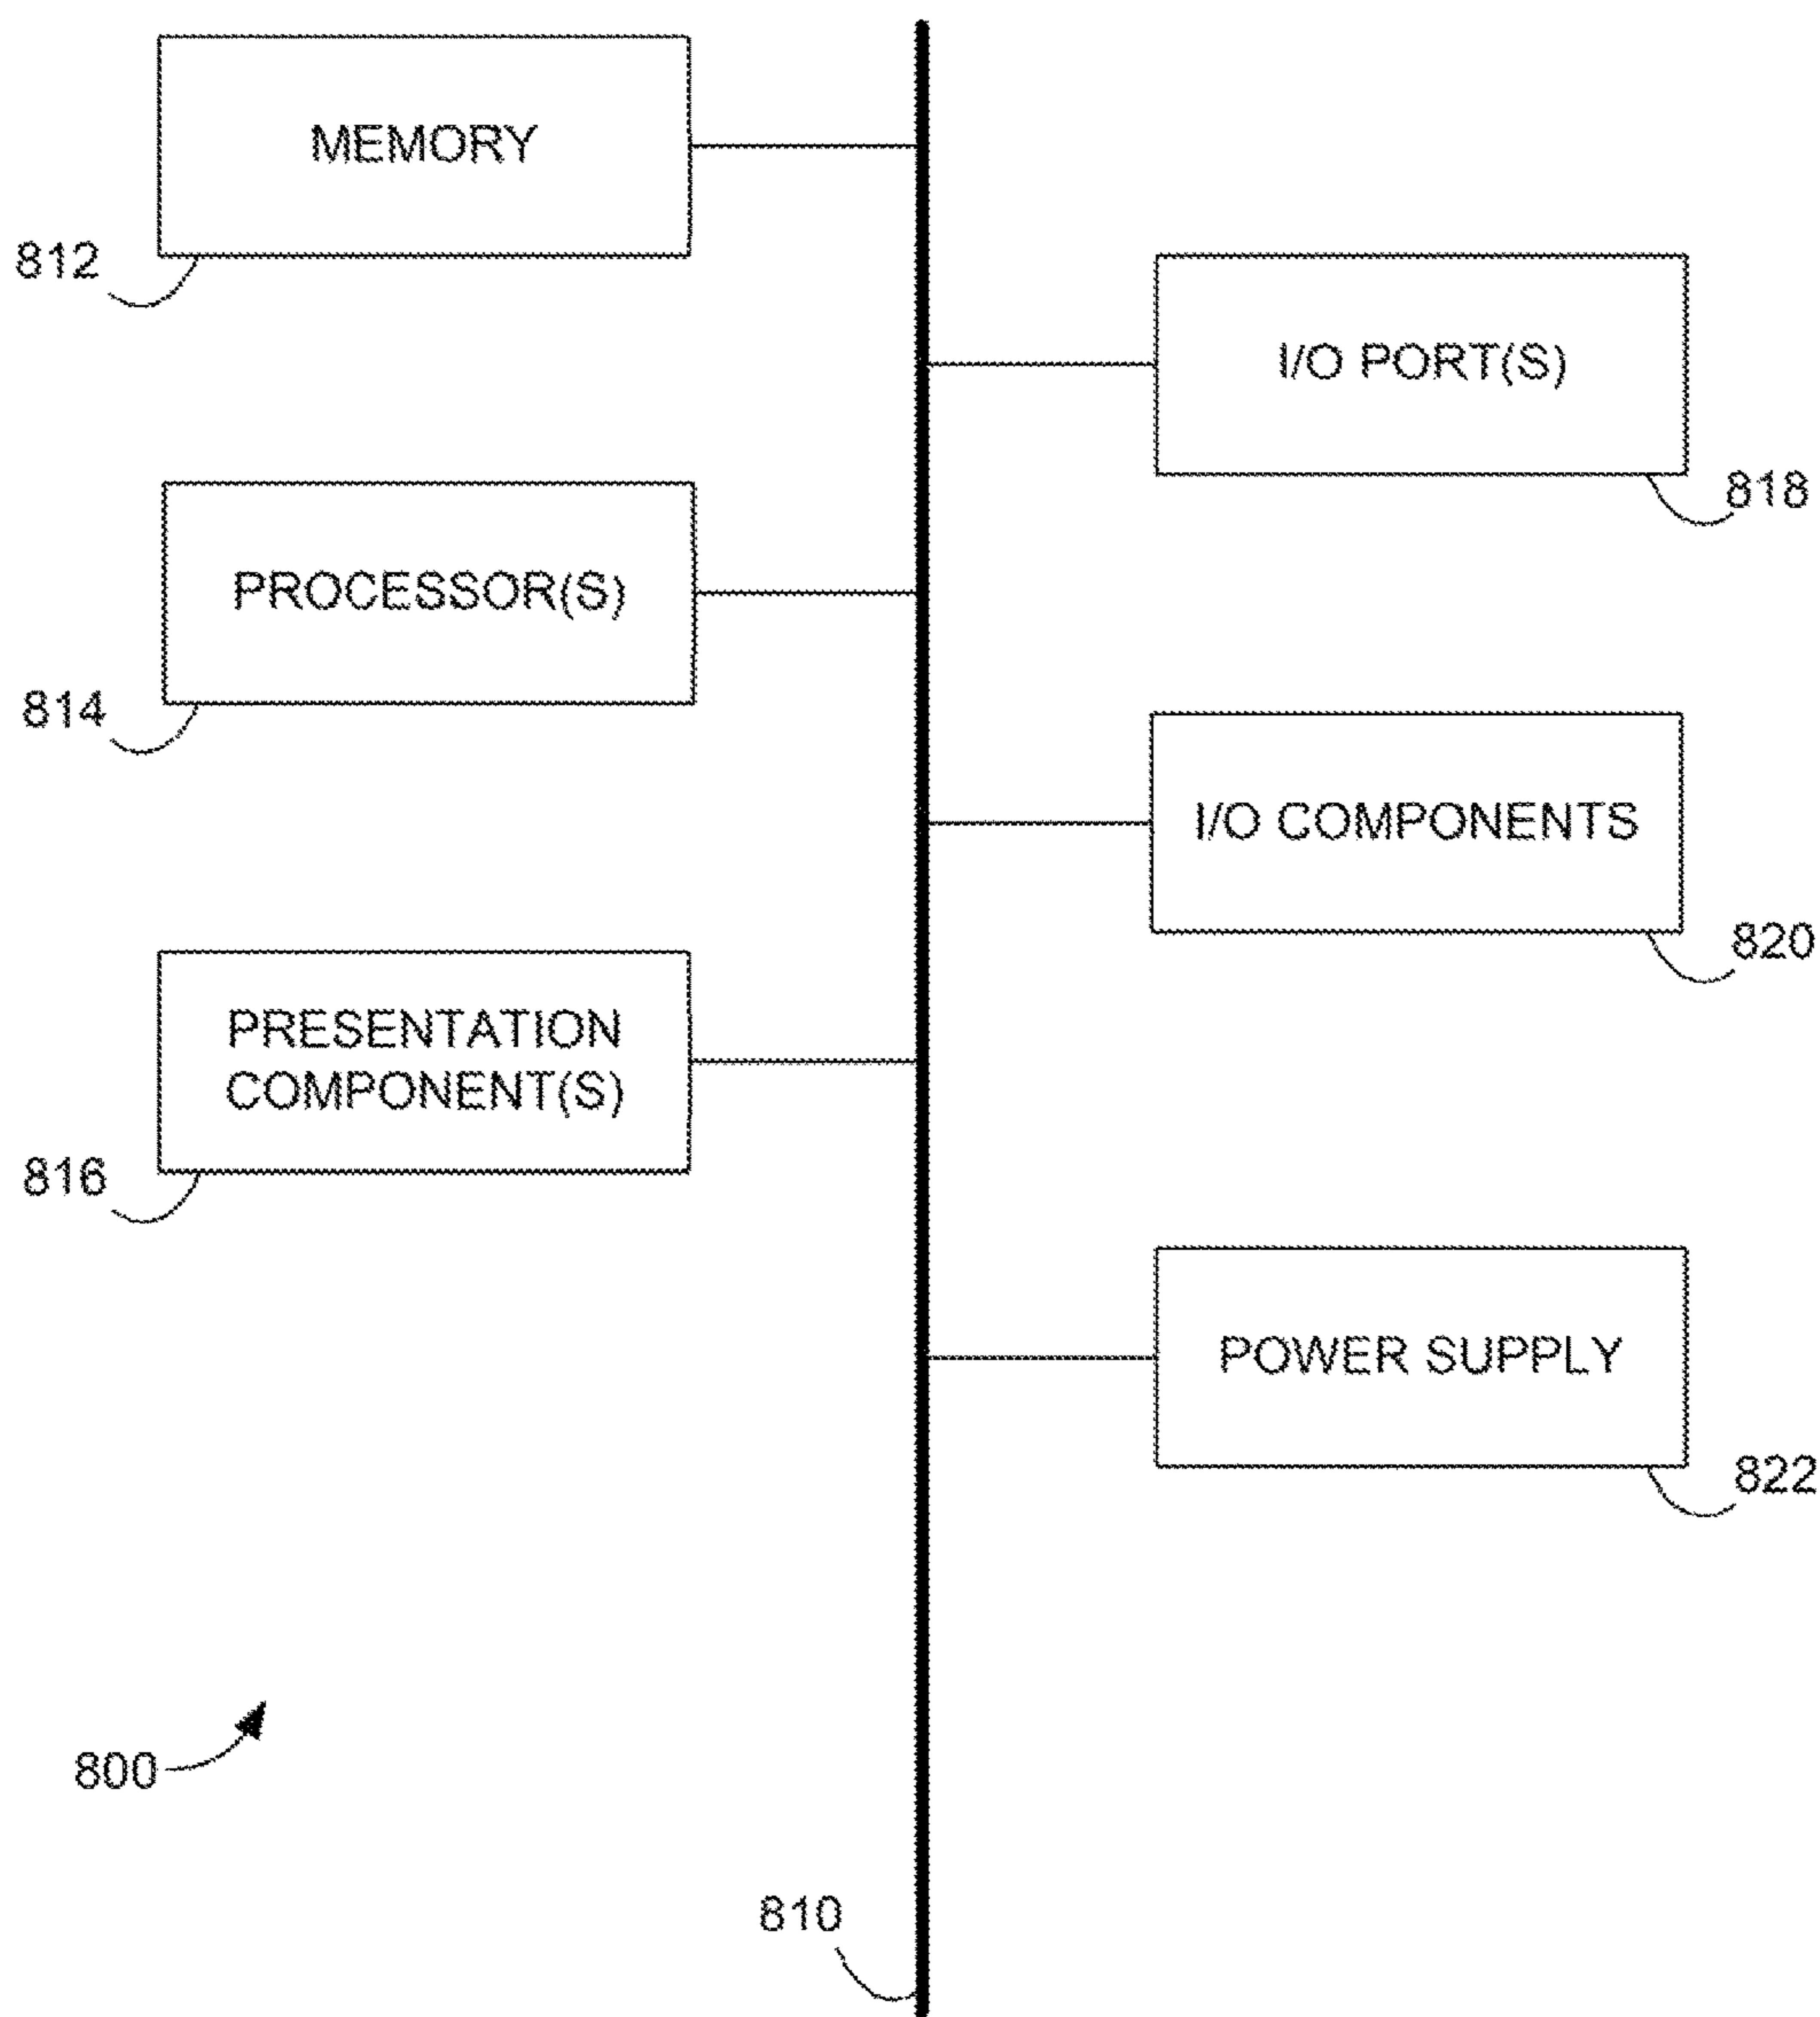 MEMORY
812
I/O PORT(S)
818
PROCESSOR(S)
814
I/O COMPONENTS
820
PRESENTATION
COMPONENT(S)
816
POWER SUPPLY
822
800
810